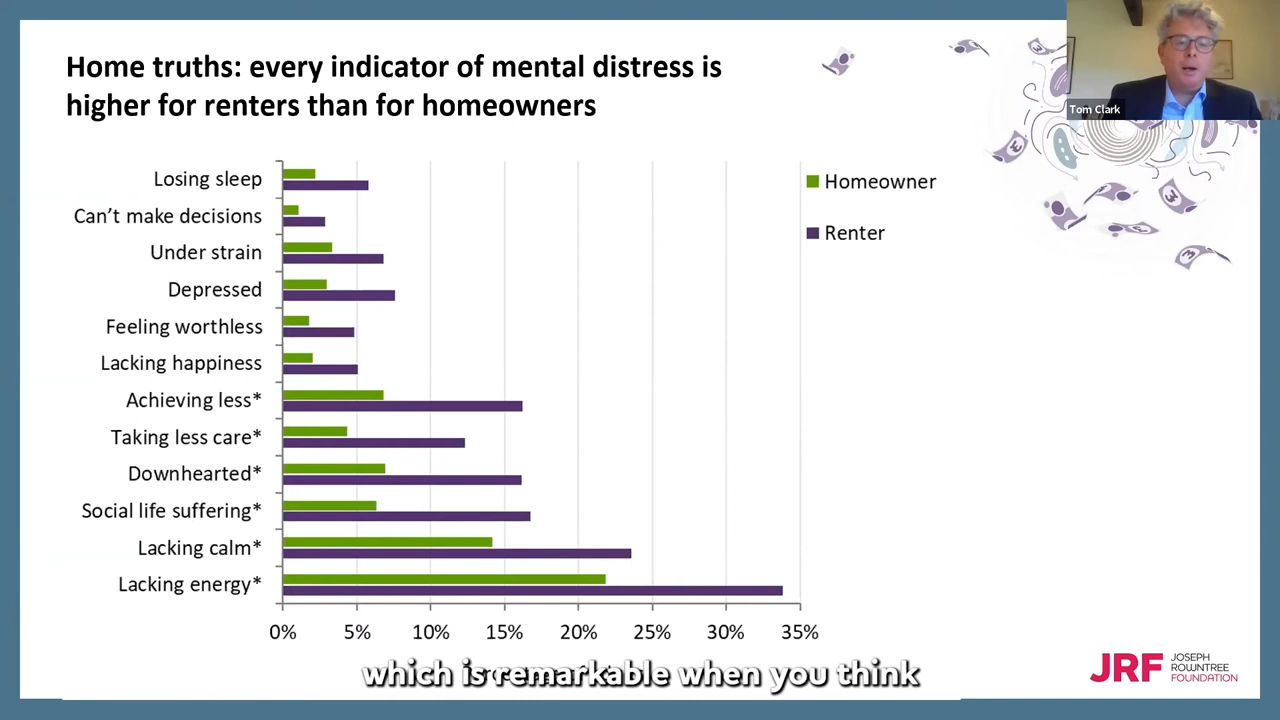 Home truths: every indicator of mental distress is
higher for renters than for homeowners
Tom Clark
Losing sleep
Can't make decisions
Under strain
Depressed
Feeling worthless
Lacking happiness
Achieving less*
Taking less care*
Downhearted*
Social life suffering*
Lacking calm*
Lacking energy*
Homeowner
Renter
0% 5% 10% 15% 20% 25% 30% 35%
which is remarkable when you think
JRF JOSEPH
ROWNTREE
FOUNDATION